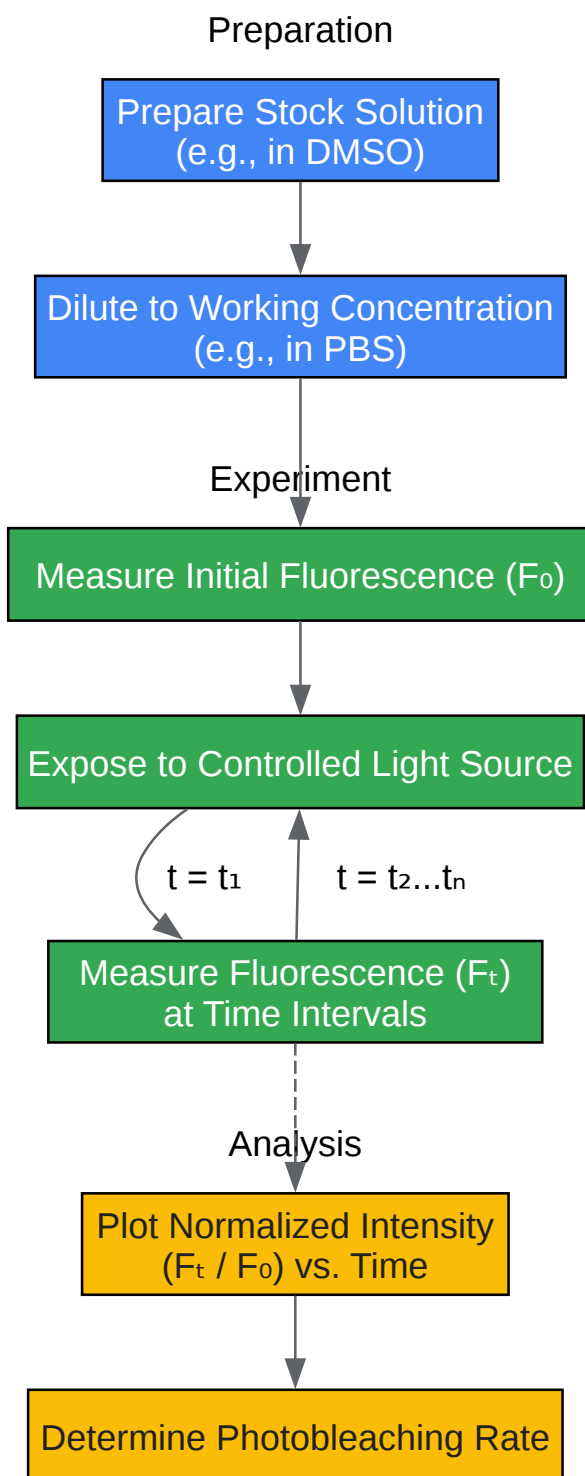 Preparation
Prepare Stock Solution
(e.g., in DMSO)
Dilute to Working Concentration
(e.g., in PBS)
Experiment
Measure Initial Fluorescence (F₀)
Expose to Controlled Light Source
t = t₁
t = t₂...tₙ
Measure Fluorescence (Fₜ)
at Time Intervals
Analysis
Plot Normalized Intensity
(Fₜ / F₀) vs. Time
Determine Photobleaching Rate